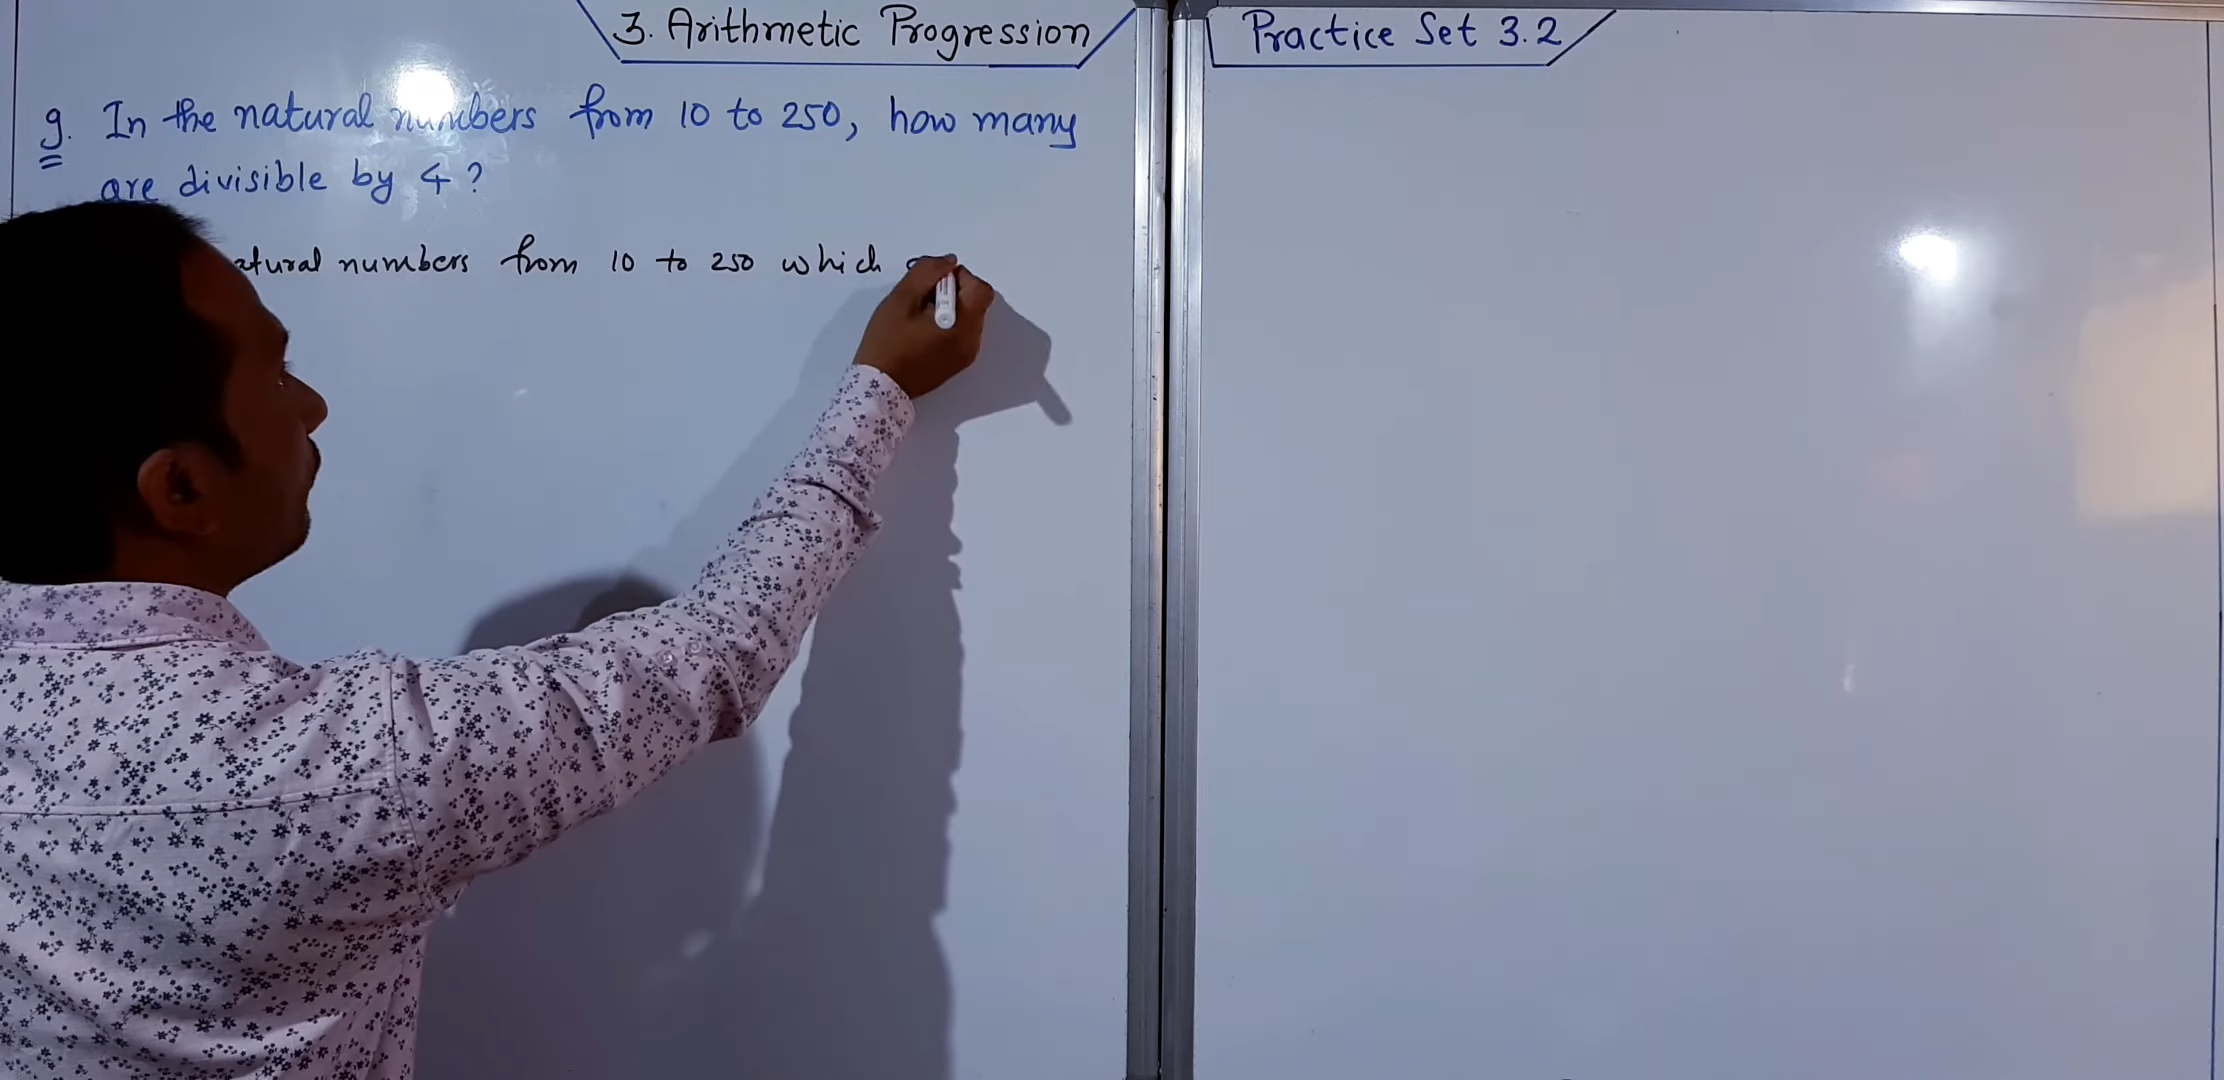 3. Arithmetic Progression
Practice Set 3.2
9. In the natural numbers from 10 to 250, how many
are divisible by 4 ?
numbers from 10 to 250 which